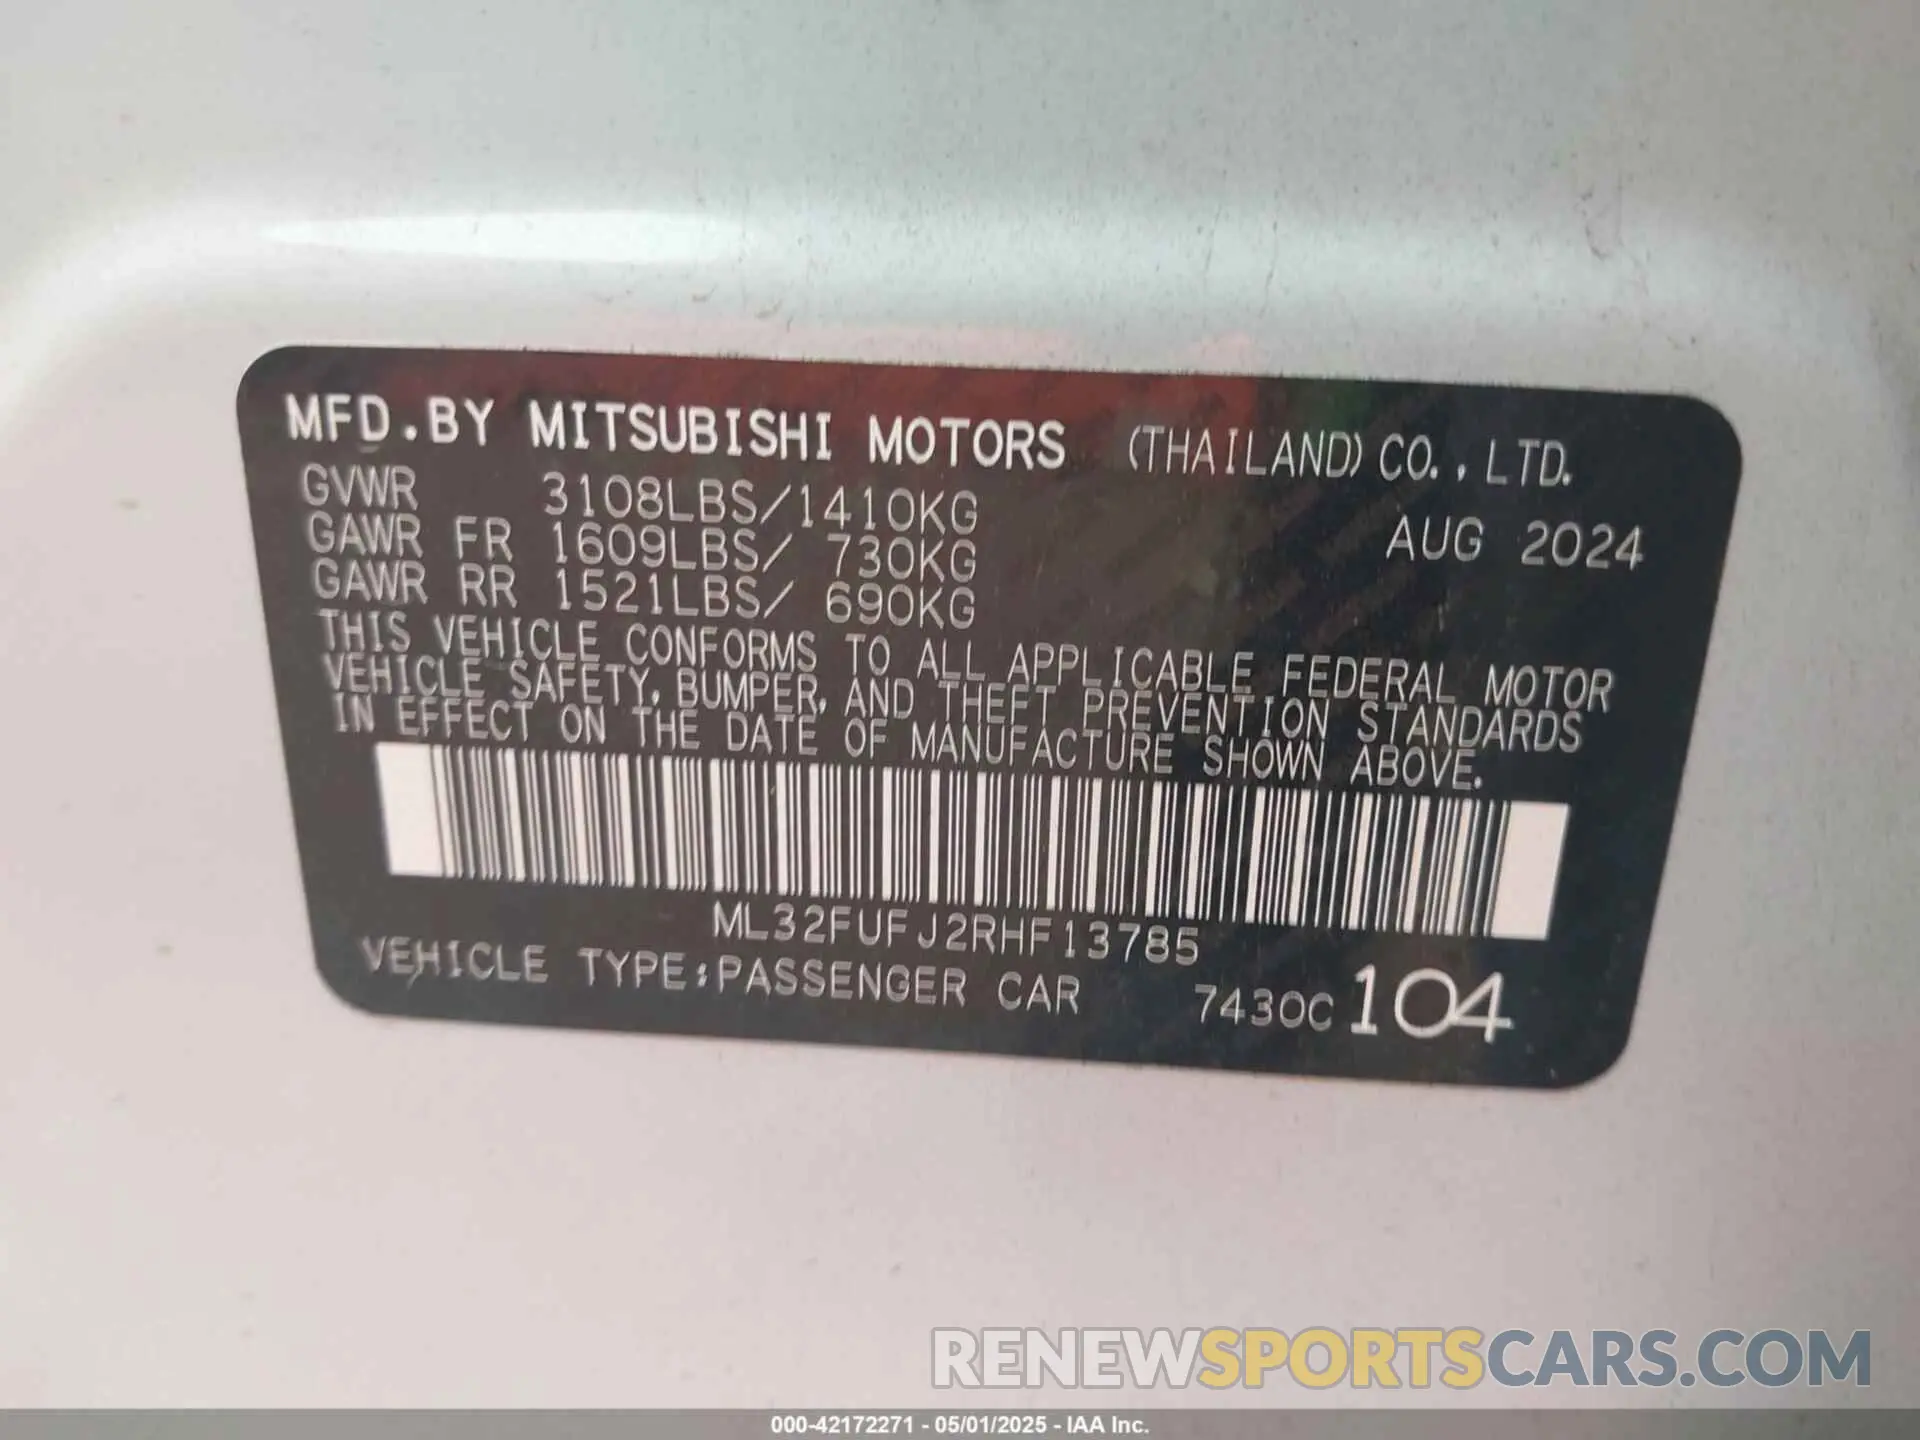 MFD.BY MITSUBISHI MOTORS (THAILAND) CO., LTD.
GVWR 3108LBS/1410KG
AUG 2024
GAWR FR 1609LBS/ 730KG
GAWR RR 1521LBS/ 690KG
THIS VEHICLE CONFORMS TO ALL APPLICABLE FEDERAL MOTOR
VEHICLE SAFETY, BUMPER, AND THEFT PREVENTION STANDARDS
IN EFFECT ON THE DATE OF MANUFACTURE SHOWN ABOVE.
ML32FUFJ2RHF13785
VEHICLE TYPE:PASSENGER CAR 7430C 104
RENEWSPORTSCARS.COM
000-42172271 - 05/01/2025 - IAA Inc.